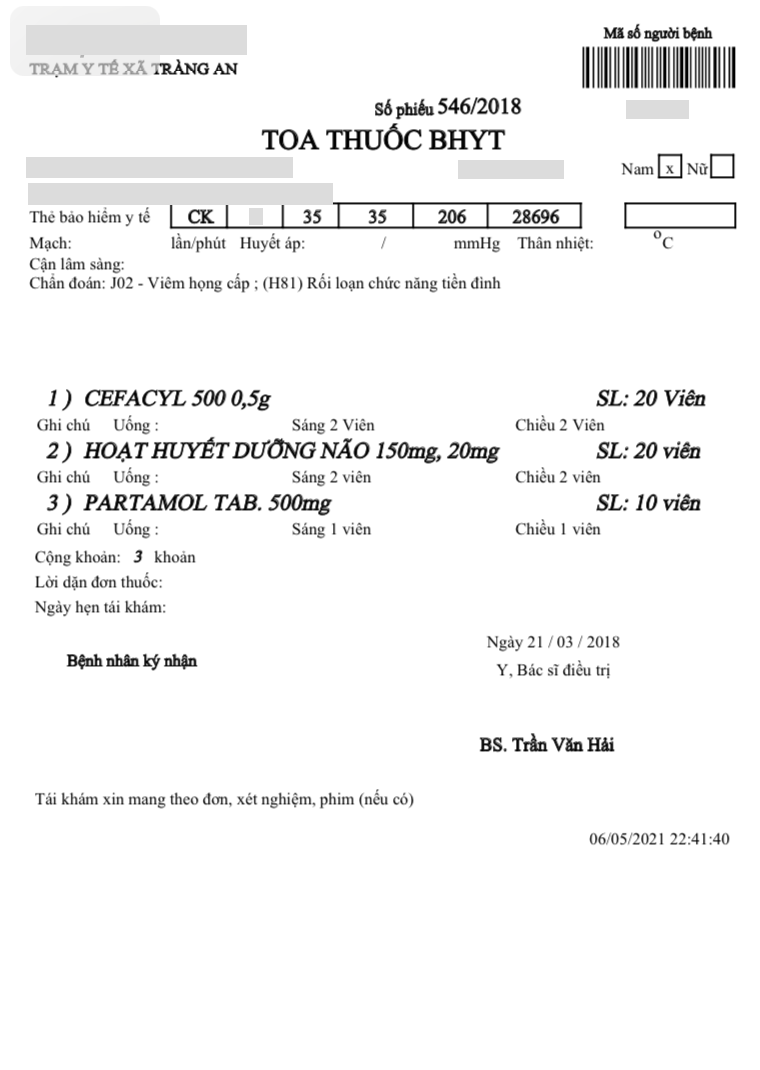 Mã số người bệnh
TRẠM Y TẾ XÃ TRÀNG AN
Số phiếu 546/2018
TOA THUỐC BHYT
Nam x Nữ
Thẻ bảo hiểm y tế CK 35 35 206 28696
Mạch: lần/phút Huyết áp: / mmHg Thân nhiệt: °C
Cận lâm sàng:
Chẩn đoán: J02 - Viêm họng cấp ; (H81) Rối loạn chức năng tiền đình
1 ) CEFACYL 500 0,5g SL: 20 Viên
Ghi chú Uống : Sáng 2 Viên Chiều 2 Viên
2 ) HOẠT HUYẾT DƯỠNG NÃO 150mg, 20mg SL: 20 viên
Ghi chú Uống : Sáng 2 viên Chiều 2 viên
3 ) PARTAMOL TAB. 500mg SL: 10 viên
Ghi chú Uống : Sáng 1 viên Chiều 1 viên
Cộng khoản: 3 khoản
Lời dặn đơn thuốc:
Ngày hẹn tái khám:
Ngày 21 / 03 / 2018
Bệnh nhân ký nhận
Y, Bác sĩ điều trị
BS. Trần Văn Hải
Tái khám xin mang theo đơn, xét nghiệm, phim (nếu có)
06/05/2021 22:41:40